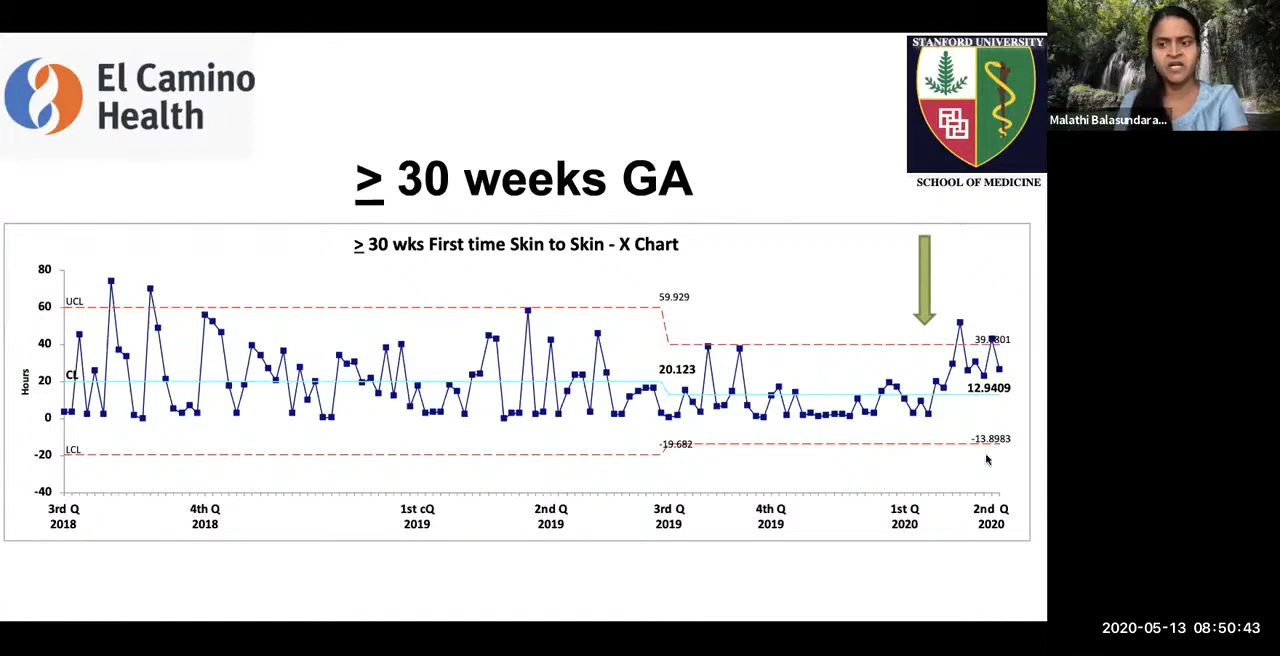 El Camino
Health
STANFORD UNIVERSITY
SCHOOL OF MEDICINE
Malathi Balasundara...
≥ 30 weeks GA
≥ 30 wks First time Skin to Skin - X Chart
Hours
80
60
40
20
0
-20
-40
UCL
CL
LCL
59.929
20.123
-19.682
12.9409
-13.8983
3rd Q
2018
4th Q
2018
1st cQ
2019
2nd Q
2019
3rd Q
2019
4th Q
2019
1st Q
2020
2nd Q
2020
2020-05-13 08:50:43